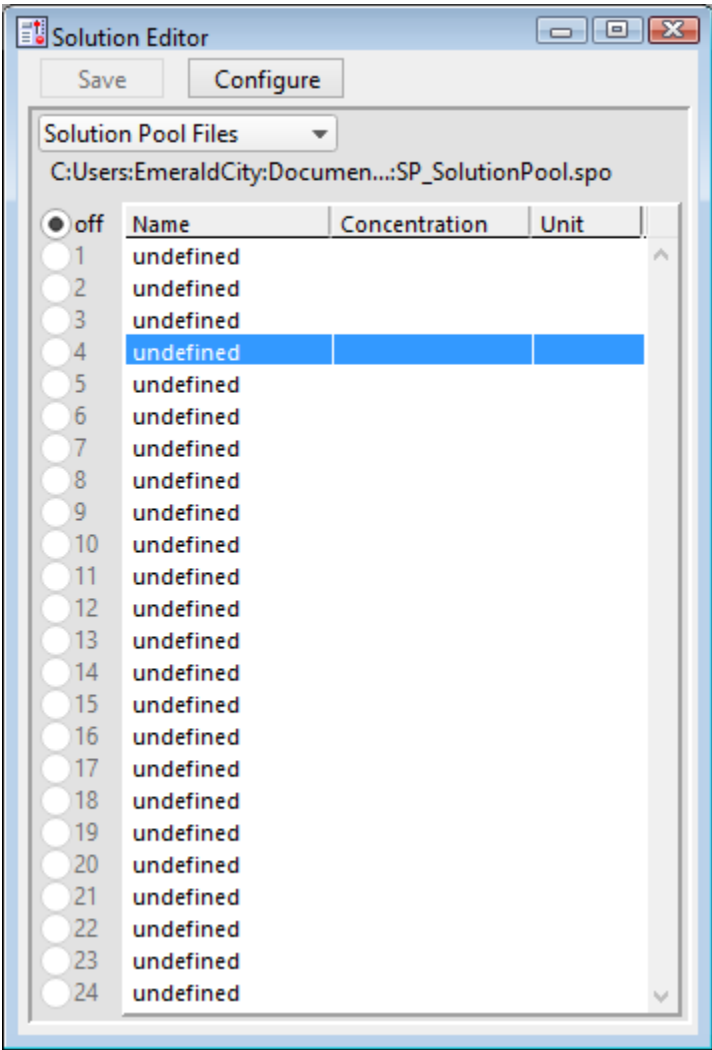 Solution Editor
Save Configure
Solution Pool Files
C:Users:EmeraldCity:Documen...:SP_SolutionPool.spo
off Name Concentration Unit
1 undefined
2 undefined
3 undefined
4 undefined
5 undefined
6 undefined
7 undefined
8 undefined
9 undefined
10 undefined
11 undefined
12 undefined
13 undefined
14 undefined
15 undefined
16 undefined
17 undefined
18 undefined
19 undefined
20 undefined
21 undefined
22 undefined
23 undefined
24 undefined